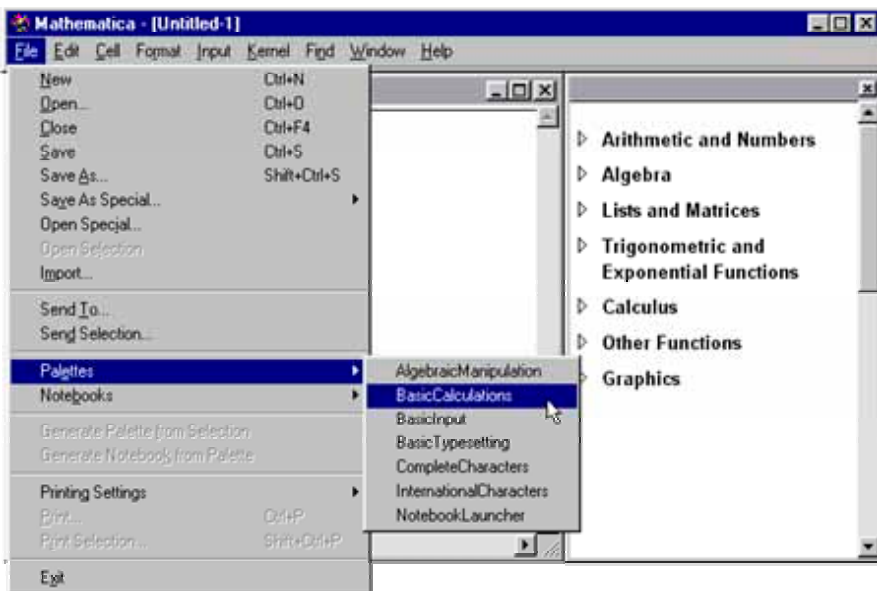 Mathematica - [Untitled-1]
File Edit Cell Format Input Kernel Find Window Help
New Ctrl+N
Open... Ctrl+O
Close Ctrl+F4
Save Ctrl+S
Save As... Shift+Ctrl+S
Save As Special...
Open Special...
Open Selection
Import...
Send To...
Send Selection...
Palettes
Notebooks
Generate Palette from Selection
Generate Notebook from Palette
Printing Settings
Print... Ctrl+P
Print Selection... Shift+Ctrl+P
Exit
AlgebraicManipulation
BasicCalculations
BasicInput
BasicTypesetting
CompleteCharacters
InternationalCharacters
NotebookLauncher
Arithmetic and Numbers
Algebra
Lists and Matrices
Trigonometric and
Exponential Functions
Calculus
Other Functions
Graphics